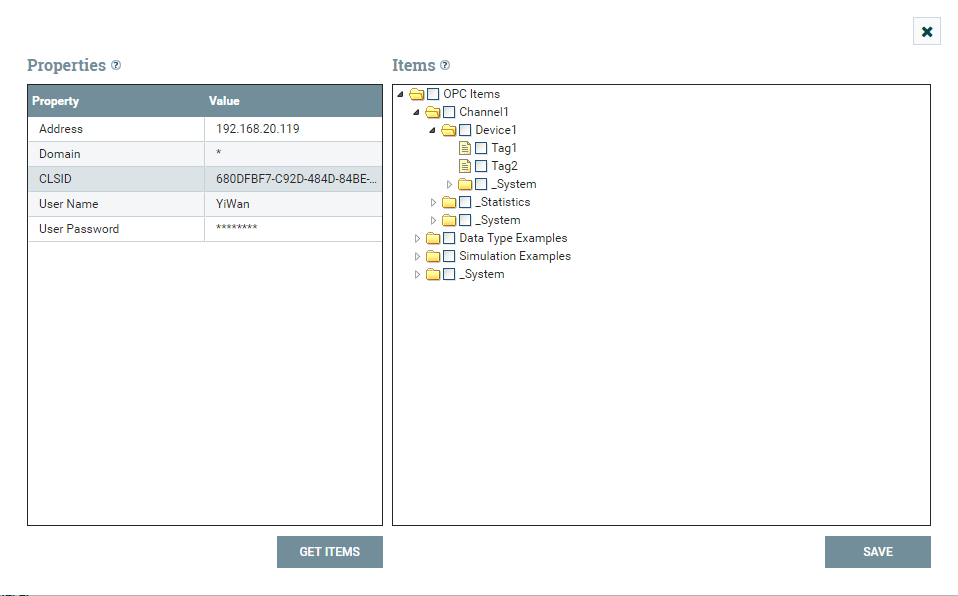 Properties ?
Items ?
Property Value
Address 192.168.20.119
Domain *
CLSID 680DFBF7-C92D-484D-84BE-...
User Name YiWan
User Password ********
OPC Items
Channel1
Device1
Tag1
Tag2
_System
_Statistics
_System
Data Type Examples
Simulation Examples
_System
GET ITEMS
SAVE